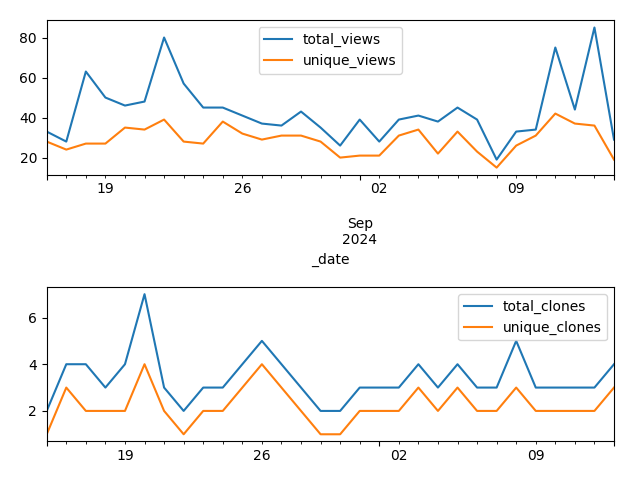 80
60
40
20
total_views
unique_views
19
26
02
09
Sep
2024
_date
6
4
2
total_clones
unique_clones
19
26
02
09